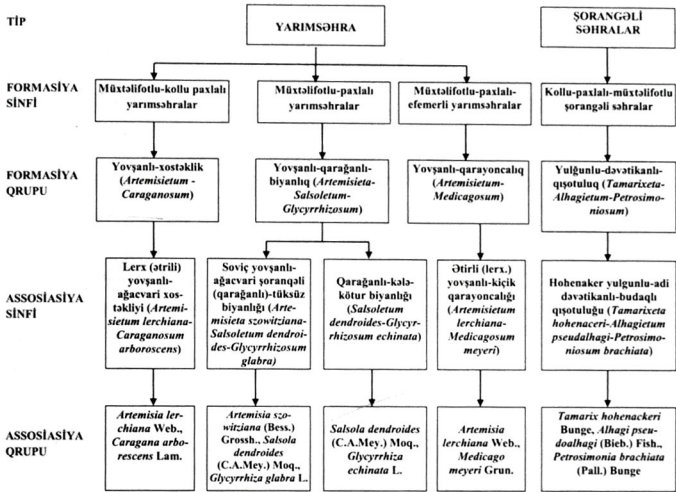 TİP
YARIMSƏHRA
ŞORANGƏLİ
SƏHRALAR
FORMASİYA
SİNFİ
Müxtəlifotlu-kollu paxlalı
yarımsəhralar
Müxtəlifotlu-paxlalı
yarımsəhralar
Müxtəlifotlu-paxlalı-
efemerli yarımsəhralar
Kollu-paxlalı-müxtəlifotlu
şorangəli səhralar
FORMASİYA
QRUPU
Yovşanlı-xostəklik
(Artemisietum -
Caraganosum)
Yovşanlı-qarağanlı-
biyanlıq (Artemisieta-
Salsoletum-
Glycyrrhizosum)
Yovşanlı-qarayoncalıq
(Artemisietum-
Medicagosum)
Yulğunlu-dəvətikanlı-
qışotuluq (Tamarixeta-
Alhagietum-Petrosimo-
niosum)
ASSOSİASİYA
SİNFİ
Lerx (ətrili)
yovşanlı-
ağacvari xos-
təkliyi (Artemi-
sietum lerchiana-
Caraganosum
arboroscens)
Soviç yovşanlı-
ağacvari şoranqəli
(qarağanlı)-tüksüz
biyanlığı (Arte-
misieta szowitziana-
Salsoletum dendroi-
des-Glycyrrhizosum
glabra)
Qarağanlı-kələ-
kötur biyanlığı
(Salsoletum
dendroides-Glycyr-
rhizosum echinata)
Ətirli (lerx.)
yovşanlı-kiçik
qarayoncalığı
(Artemisietum
lerchiana-
Medicagosum
meyeri)
Hohenaker yulgunlu-adi
dəvətikanlı-budaqlı
qışotuluğu (Tamarixeta
hohenaceri-Alhagietum
pseudalhagi-Petrosimo-
niosum brachiata)
ASSOSİASİYA
QRUPU
Artemisia ler-
chiana Web.,
Caragana arbo-
rescens Lam.
Artemisia szo-
witziana (Bess.)
Grossh., Salsola
dendroides
(C.A.Mey.) Moq.,
Glycyrrhiza glabra L.
Salsola dendroides
(C.A.Mey.) Moq.,
Glycyrhiza
echinata L.
Artemisia
lerchiana Web.,
Medicago
meyeri Grun.
Tamarix hohenackeri
Bunge, Alhagi pseu-
doalhagi (Bieb.) Fish.,
Petrosimonia brachiata
(Pall.) Bunge